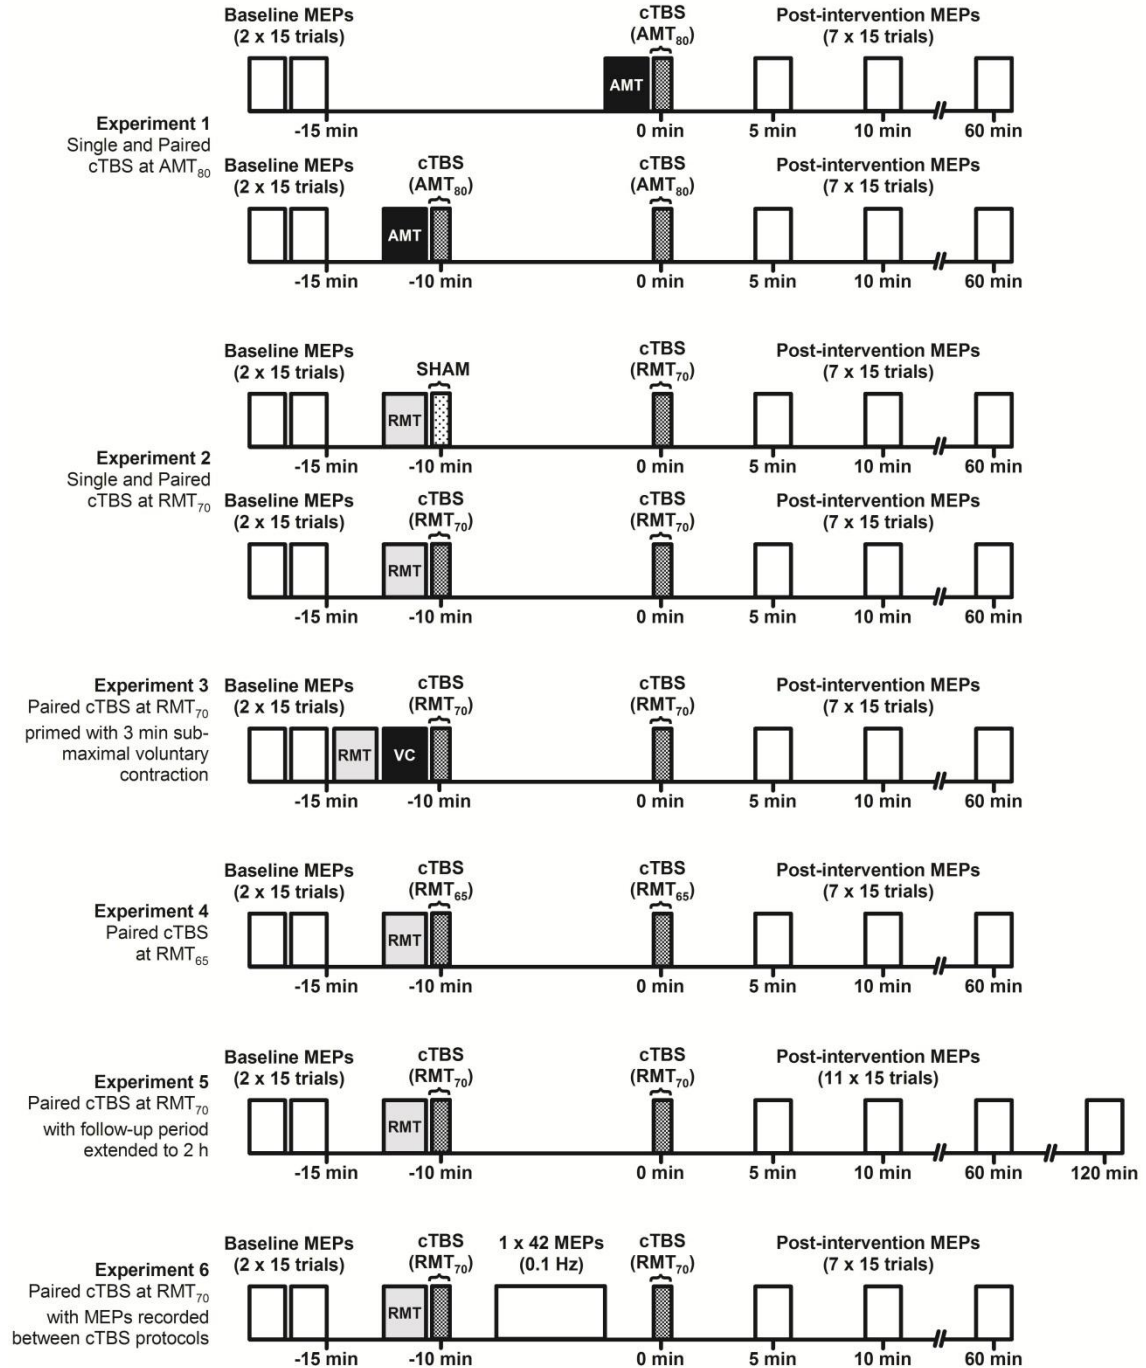 Baseline MEPs
(2 x 15 trials)
cTBS
(AMT80)
Post-intervention MEPs
(7 x 15 trials)
AMT
-15 min
0 min
5 min
10 min
60 min
Experiment 1
Single and Paired
cTBS at AMT80
Baseline MEPs
(2 x 15 trials)
cTBS
(AMT80)
cTBS
(AMT80)
Post-intervention MEPs
(7 x 15 trials)
AMT
-15 min
-10 min
0 min
5 min
10 min
60 min
Baseline MEPs
(2 x 15 trials)
SHAM
cTBS
(RMT70)
Post-intervention MEPs
(7 x 15 trials)
RMT
-15 min
-10 min
0 min
5 min
10 min
60 min
Experiment 2
Single and Paired
cTBS at RMT70
Baseline MEPs
(2 x 15 trials)
cTBS
(RMT70)
cTBS
(RMT70)
Post-intervention MEPs
(7 x 15 trials)
RMT
-15 min
-10 min
0 min
5 min
10 min
60 min
Experiment 3
Paired cTBS at RMT70
primed with 3 min sub-
maximal voluntary
contraction
Baseline MEPs
(2 x 15 trials)
cTBS
(RMT70)
cTBS
(RMT70)
Post-intervention MEPs
(7 x 15 trials)
RMT
VC
-15 min
-10 min
0 min
5 min
10 min
60 min
Experiment 4
Paired cTBS
at RMT65
Baseline MEPs
(2 x 15 trials)
cTBS
(RMT65)
cTBS
(RMT65)
Post-intervention MEPs
(7 x 15 trials)
RMT
-15 min
-10 min
0 min
5 min
10 min
60 min
Experiment 5
Paired cTBS at RMT70
with follow-up period
extended to 2 h
Baseline MEPs
(2 x 15 trials)
cTBS
(RMT70)
cTBS
(RMT70)
Post-intervention MEPs
(11 x 15 trials)
RMT
-15 min
-10 min
0 min
5 min
10 min
60 min
120 min
Experiment 6
Paired cTBS at RMT70
with MEPs recorded
between cTBS protocols
Baseline MEPs
(2 x 15 trials)
cTBS
(RMT70)
1 x 42 MEPs
(0.1 Hz)
cTBS
(RMT70)
Post-intervention MEPs
(7 x 15 trials)
RMT
-15 min
-10 min
0 min
5 min
10 min
60 min